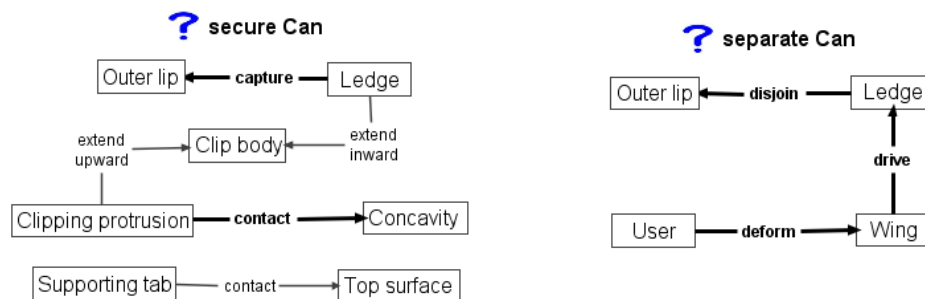 ? secure Can
Outer lip
capture
Ledge
extend
upward
Clip body
extend
inward
Clipping protrusion
contact
Concavity
Supporting tab
contact
Top surface
? separate Can
Outer lip
disjoin
Ledge
drive
User
deform
Wing